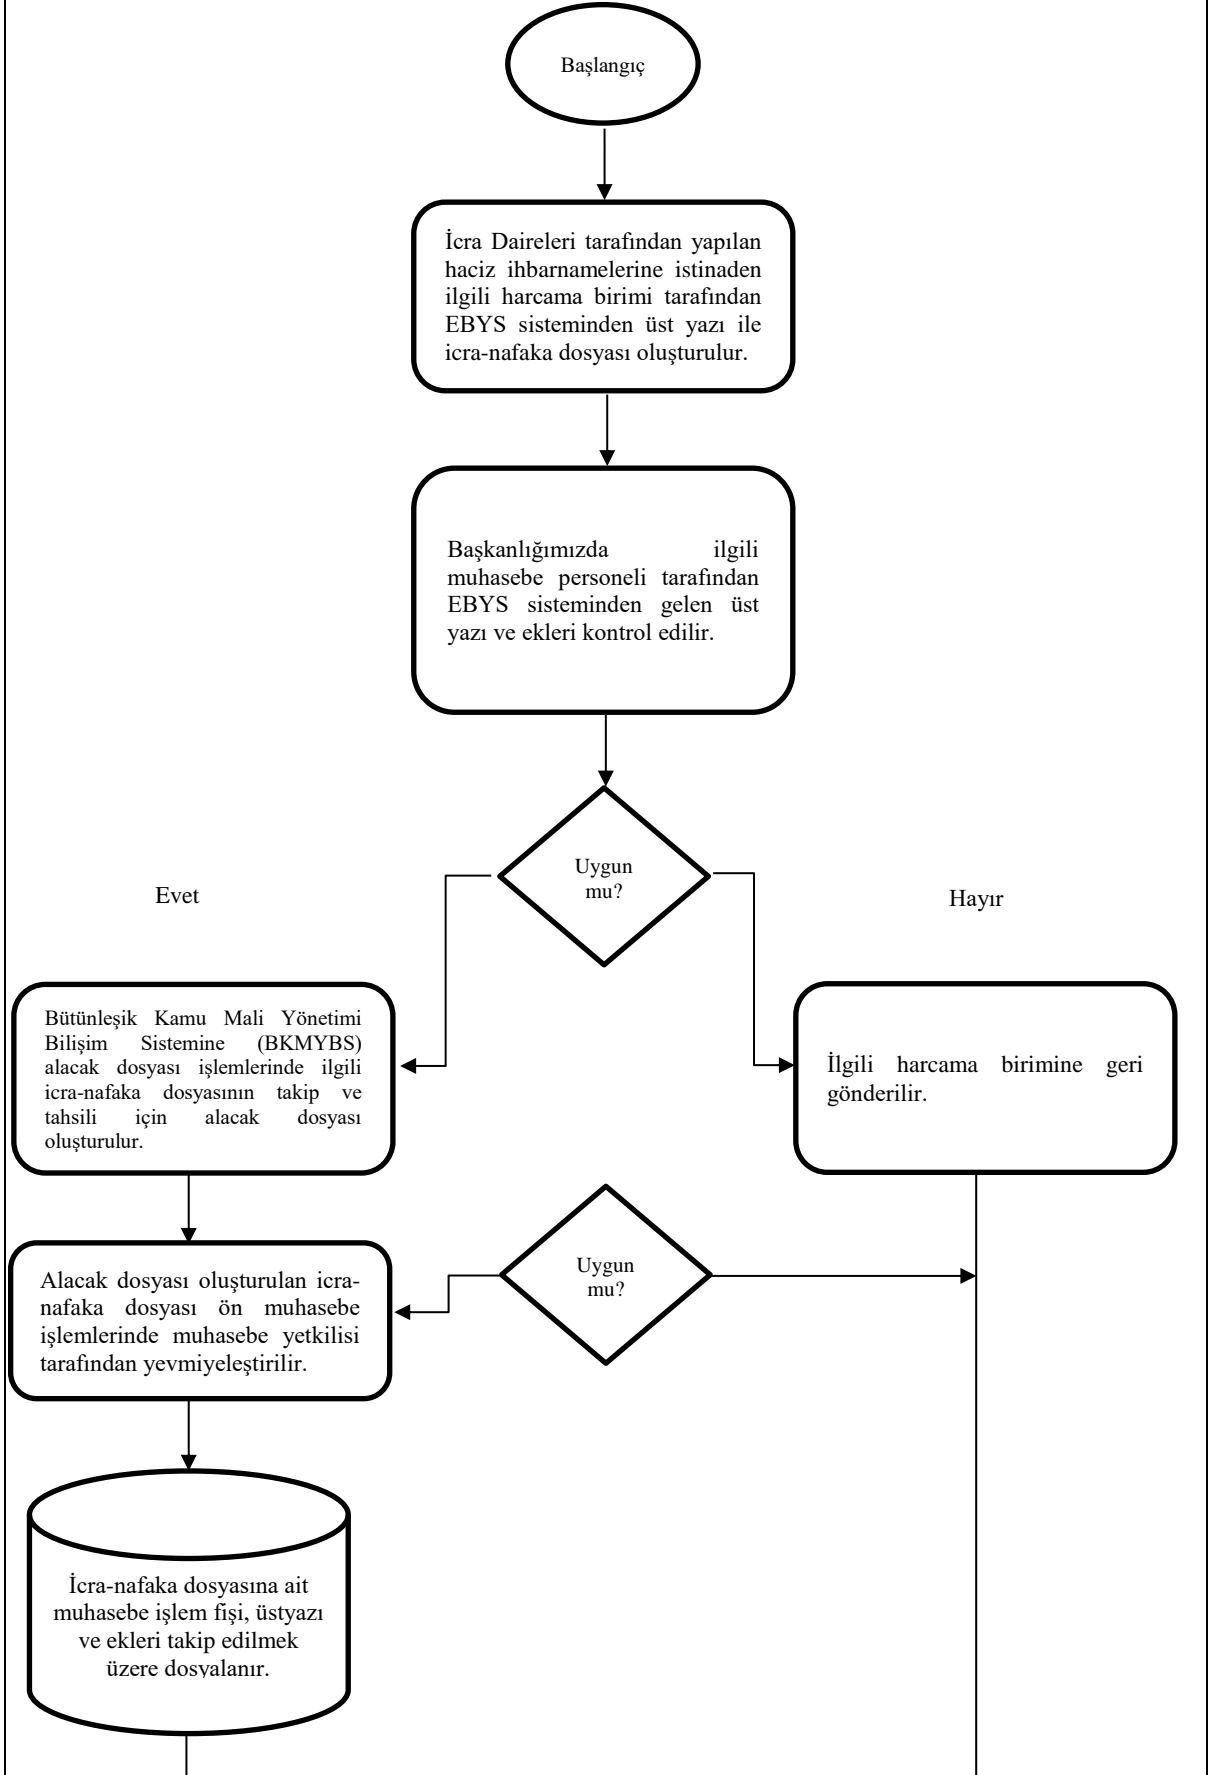 Başlangıç
İcra Daireleri tarafından yapılan
haciz ihbarnamelerine istinaden
ilgili harcama birimi tarafından
EBYS sisteminden üst yazı ile
icra-nafaka dosyası oluşturulur.
Başkanlığımızda ilgili
muhasebe personeli tarafından
EBYS sisteminden gelen üst
yazı ve ekleri kontrol edilir.
Uygun
mu?
Evet
Hayır
Bütünleşik Kamu Mali Yönetimi
Bilişim Sistemine (BKMYBS)
alacak dosyası işlemlerinde ilgili
icra-nafaka dosyasının takip ve
tahsili için alacak dosyası
oluşturulur.
İlgili harcama birimine geri
gönderilir.
Uygun
mu?
Alacak dosyası oluşturulan icra-
nafaka dosyası ön muhasebe
işlemlerinde muhasebe yetkilisi
tarafından yevmiyeleştirilir.
İcra-nafaka dosyasına ait
muhasebe işlem fişi, üstyazı
ve ekleri takip edilmek
üzere dosyalanır.